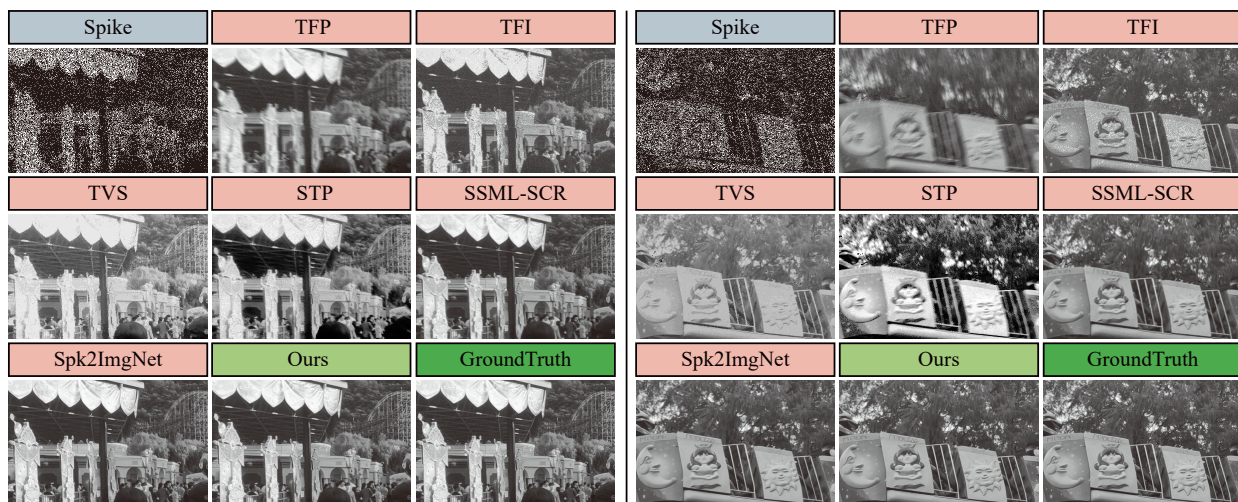 Spike TFP TFI Spike TFP TFI
TVS STP SSML-SCR TVS STP SSML-SCR
Spk2ImgNet Ours GroundTruth Spk2ImgNet Ours GroundTruth